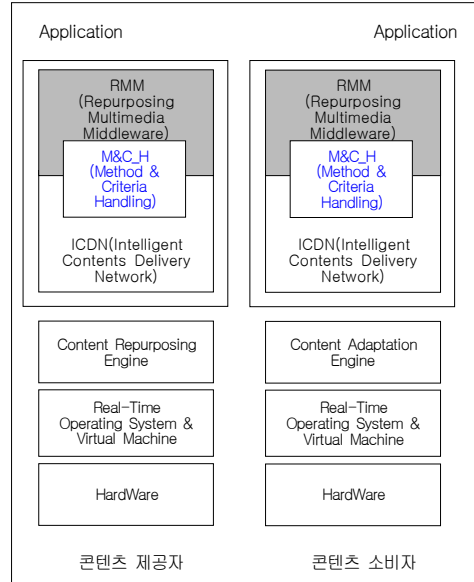 Application
Application
RMM
(Repurposing
Multimedia
Middleware)
M&C_H
(Method &
Criteria
Handling)
ICDN(Intelligent
Contents Delivery
Network)
RMM
(Repurposing
Multimedia
Middleware)
M&C_H
(Method &
Criteria
Handling)
ICDN(Intelligent
Contents Delivery
Network)
Content Repurposing
Engine
Content Adaptation
Engine
Real-Time
Operating System &
Virtual Machine
Real-Time
Operating System &
Virtual Machine
HardWare
HardWare
콘텐츠 제공자
콘텐츠 소비자